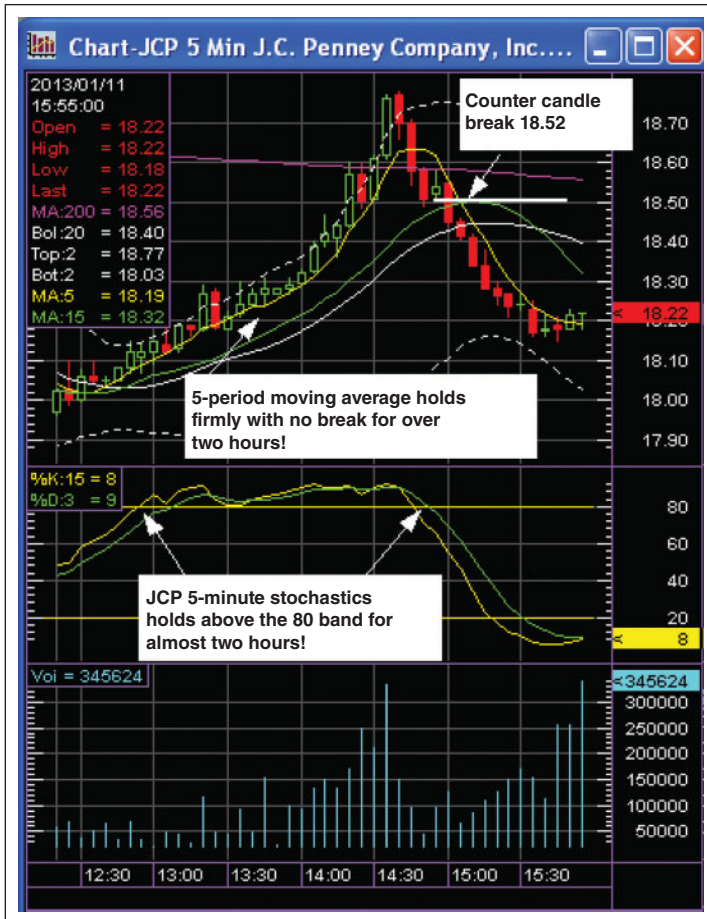 Chart-JCP 5 Min J.C. Penney Company, Inc....
2013/01/11
15:55:00
Open = 18.22
High = 18.22
Low = 18.18
Last = 18.22
MA:200 = 18.56
Bol:20 = 18.40
Top:2 = 18.77
Bot:2 = 18.03
MA:5 = 18.19
MA:15 = 18.32
Counter candle
break 18.52
18.70
18.60
18.50
18.40
18.30
18.22
18.20
18.10
18.00
17.90
5-period moving average holds
firmly with no break for over
two hours!
%K:15 = 8
%D:3 = 9
80
60
40
20
8
JCP 5-minute stochastics
holds above the 80 band for
almost two hours!
Vol = 345624
345624
300000
250000
200000
150000
100000
50000
12:30 13:00 13:30 14:00 14:30 15:00 15:30